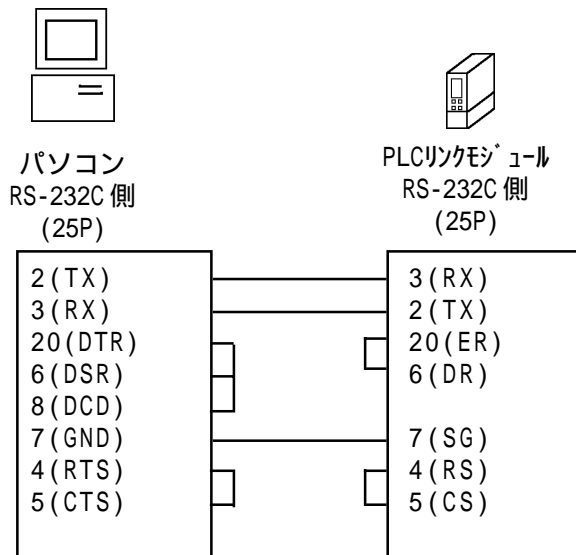 パソコン
RS-232C 側
(25P)
PLCﾘﾝｸﾓｼﾞｭｰﾙ
RS-232C 側
(25P)
2(TX)
3(RX)
20(DTR)
6(DSR)
8(DCD)
7(GND)
4(RTS)
5(CTS)
3(RX)
2(TX)
20(ER)
6(DR)
7(SG)
4(RS)
5(CS)